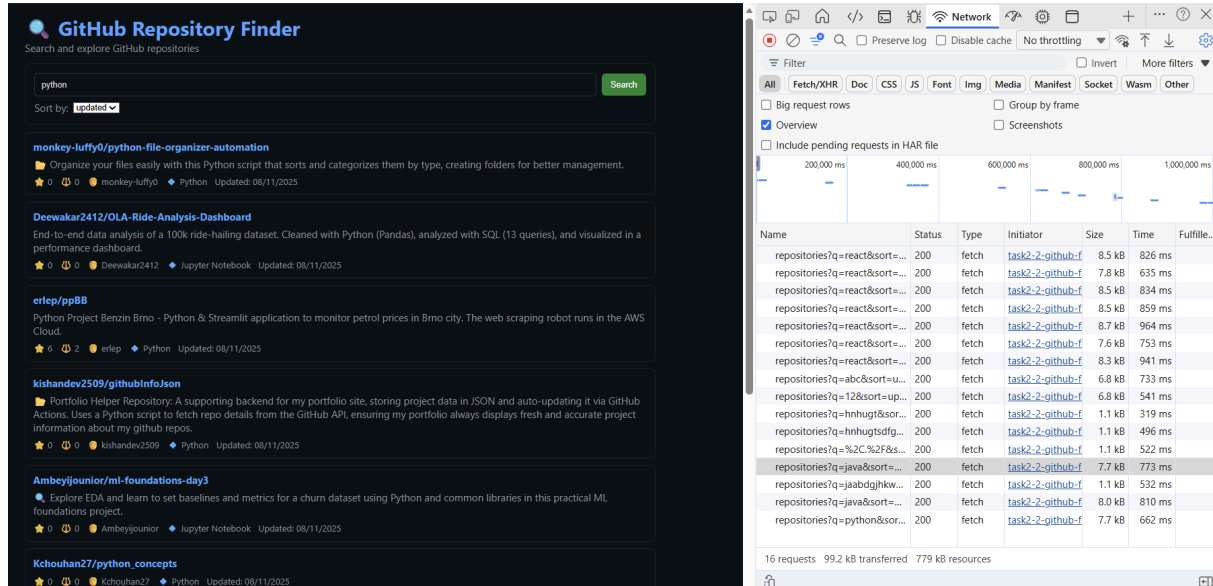 GitHub Repository Finder
Search and explore GitHub repositories
python
Search
Sort by: updated
monkey-luffy0/python-file-organizer-automation
Organize your files easily with this Python script that sorts and categorizes them by type, creating folders for better management.
0 0 monkey-luffy0 Python Updated: 08/11/2025
Deewakar2412/OLA-Ride-Analysis-Dashboard
End-to-end data analysis of a 100k ride-hailing dataset. Cleaned with Python (Pandas), analyzed with SQL (13 queries), and visualized in a
performance dashboard.
0 0 Deewakar2412 Jupyter Notebook Updated: 08/11/2025
erlep/ppBB
Python Project Benzin Brno - Python & Streamlit application to monitor petrol prices in Brno city. The web scraping robot runs in the AWS
Cloud.
6 2 erlep Python Updated: 08/11/2025
kishandev2509/githubInfoJson
Portfolio Helper Repository: A supporting backend for my portfolio site, storing project data in JSON and auto-updating it via GitHub
Actions. Uses a Python script to fetch repo details from the GitHub API, ensuring my portfolio always displays fresh and accurate project
information about my github repos.
0 0 kishandev2509 Python Updated: 08/11/2025
Ambeyijounior/ml-foundations-day3
Explore EDA and learn to set baselines and metrics for a churn dataset using Python and common libraries in this practical ML
foundations project.
0 0 Ambeyijounior Jupyter Notebook Updated: 08/11/2025
Kchouhan27/python_concepts
0 0 Kchouhan27 Python Updated: 08/11/2025
Network
Preserve log Disable cache No throttling
Filter Invert More filters
All Fetch/XHR Doc CSS JS Font Img Media Manifest Socket Wasm Other
Big request rows Group by frame
Overview Screenshots
Include pending requests in HAR file
200,000 ms 400,000 ms 600,000 ms 800,000 ms 1,000,000 ms
Name Status Type Initiator Size Time Fulfille...
repositories?q=react&sort=... 200 fetch task2-2-github-f 8.5 kB 826 ms
repositories?q=react&sort=... 200 fetch task2-2-github-f 7.8 kB 635 ms
repositories?q=react&sort=... 200 fetch task2-2-github-f 8.5 kB 834 ms
repositories?q=react&sort=... 200 fetch task2-2-github-f 8.5 kB 859 ms
repositories?q=react&sort=... 200 fetch task2-2-github-f 8.7 kB 964 ms
repositories?q=react&sort=... 200 fetch task2-2-github-f 7.6 kB 753 ms
repositories?q=react&sort=... 200 fetch task2-2-github-f 8.3 kB 941 ms
repositories?q=abc&sort=u... 200 fetch task2-2-github-f 6.8 kB 733 ms
repositories?q=12&sort=up... 200 fetch task2-2-github-f 6.8 kB 541 ms
repositories?q=hnhugt&sor... 200 fetch task2-2-github-f 1.1 kB 319 ms
repositories?q=hnhugtsdfg... 200 fetch task2-2-github-f 1.1 kB 496 ms
repositories?q=%2C.%2F&s... 200 fetch task2-2-github-f 1.1 kB 522 ms
repositories?q=java&sort=... 200 fetch task2-2-github-f 7.7 kB 773 ms
repositories?q=jaabdgjhkw... 200 fetch task2-2-github-f 1.1 kB 532 ms
repositories?q=java&sort=... 200 fetch task2-2-github-f 8.0 kB 810 ms
repositories?q=python&sor... 200 fetch task2-2-github-f 7.7 kB 662 ms
16 requests 99.2 kB transferred 779 kB resources